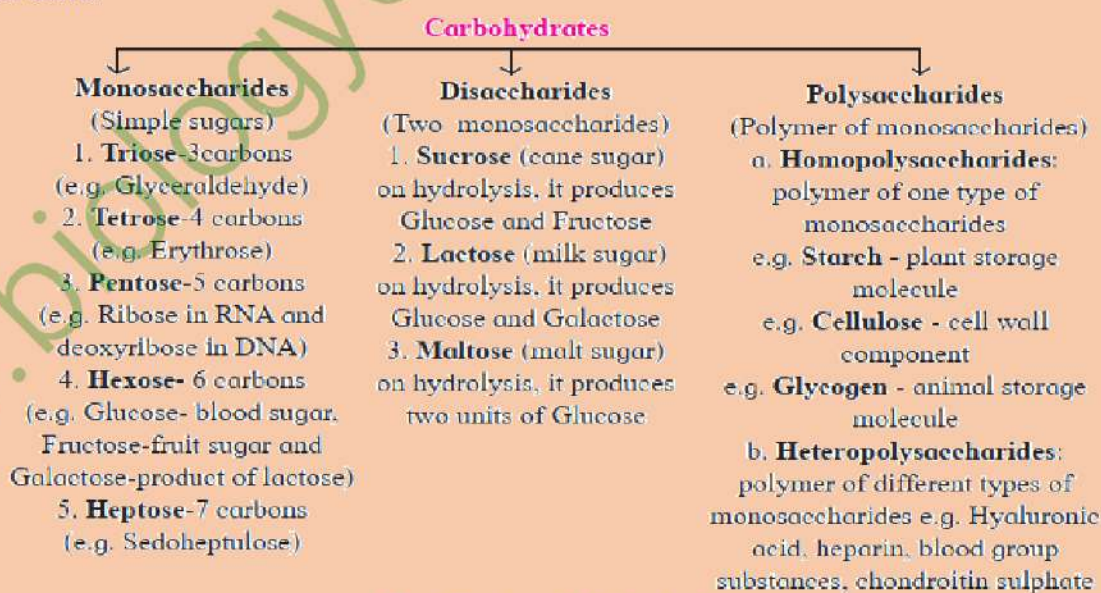 Carbohydrates
Monosaccharides
(Simple sugars)
1. Triose-3carbons
(e.g. Glyceraldehyde)
2. Tetrose-4 carbons
(e.g. Erythrose)
3. Pentose-5 carbons
(e.g. Ribose in RNA and
deoxyribose in DNA)
4. Hexose- 6 carbons
(e.g. Glucose- blood sugar,
Fructose-fruit sugar and
Galactose-product of lactose)
5. Heptose-7 carbons
(e.g. Sedoheptulose)
Disaccharides
(Two monosaccharides)
1. Sucrose (cane sugar)
on hydrolysis, it produces
Glucose and Fructose
2. Lactose (milk sugar)
on hydrolysis, it produces
Glucose and Galactose
3. Maltose (malt sugar)
on hydrolysis, it produces
two units of Glucose
Polysaccharides
(Polymer of monosaccharides)
a. Homopolysaccharides:
polymer of one type of
monosaccharides
e.g. Starch - plant storage
molecule
e.g. Cellulose - cell wall
component
e.g. Glycogen - animal storage
molecule
b. Heteropolysaccharides:
polymer of different types of
monosaccharides e.g. Hyaluronic
acid, heparin, blood group
substances, chondroitin sulphate
.biology